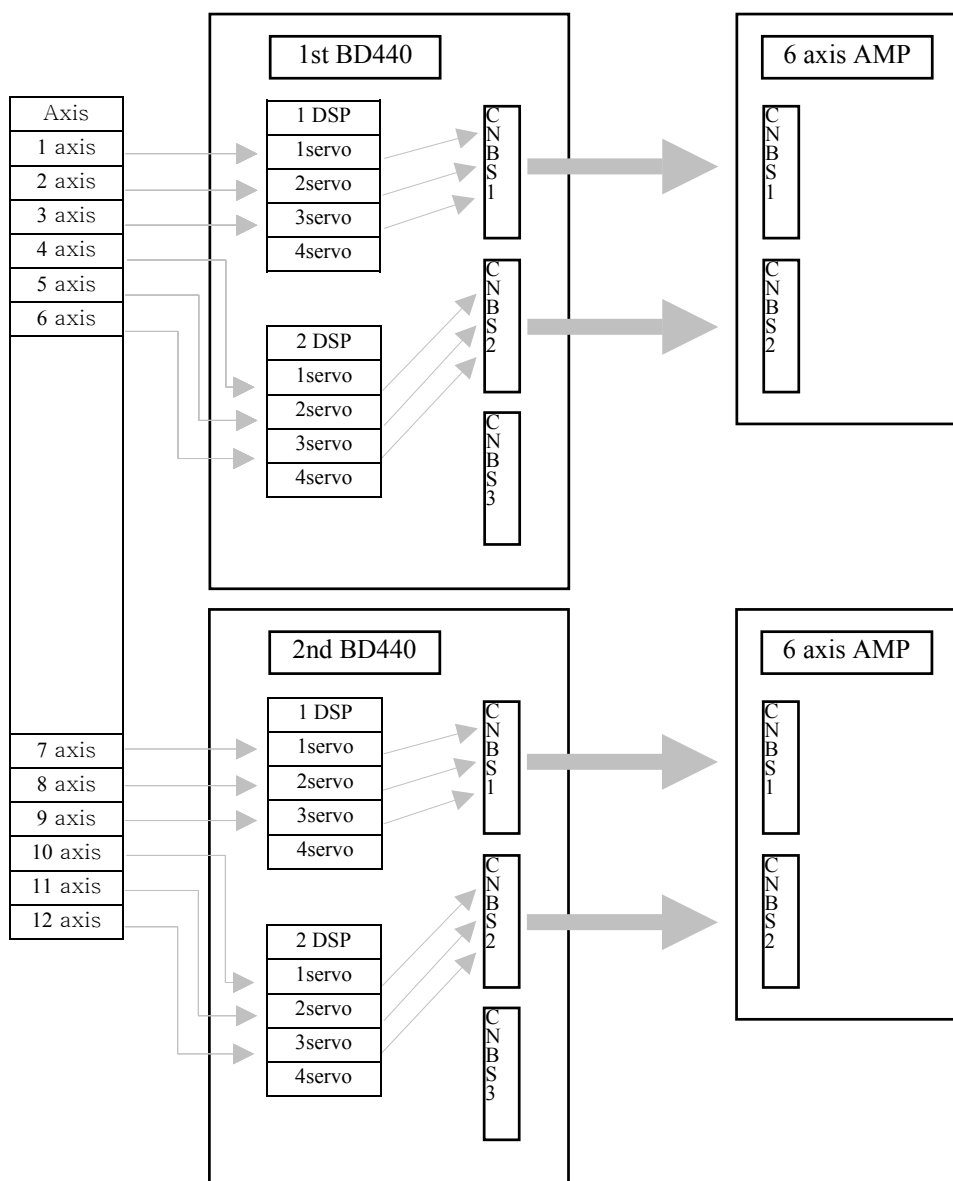 1st BD440
6 axis AMP
Axis
1 axis
2 axis
3 axis
4 axis
5 axis
6 axis
1 DSP
1servo
2servo
3servo
4servo
CNBS1
CNBS1
2 DSP
1servo
2servo
3servo
4servo
CNBS2
CNBS2
CNBS3
2nd BD440
6 axis AMP
7 axis
8 axis
9 axis
10 axis
11 axis
12 axis
1 DSP
1servo
2servo
3servo
4servo
CNBS1
CNBS1
2 DSP
1servo
2servo
3servo
4servo
CNBS2
CNBS2
CNBS3